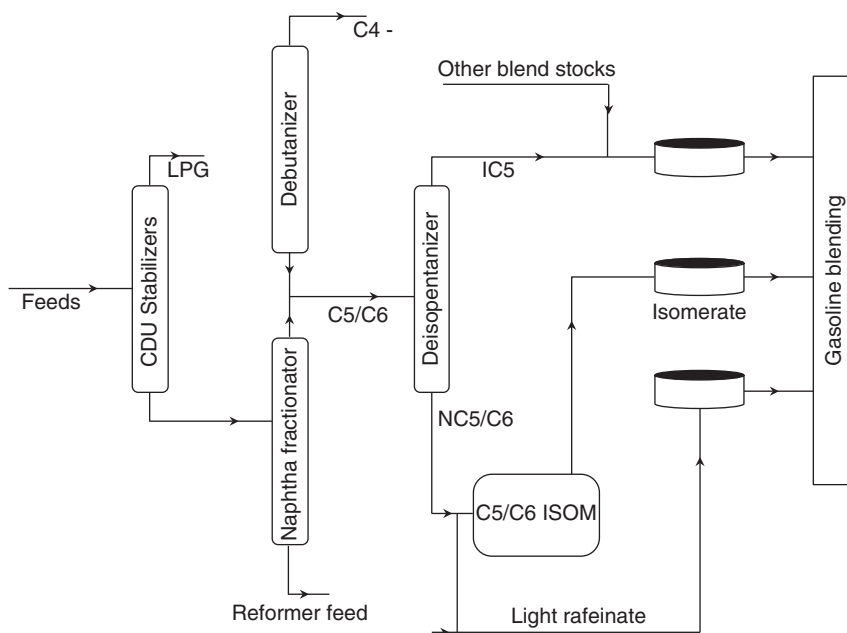 C4 -
Debutanizer
Other blend stocks
LPG
IC5
CDU Stabilizers
Feeds
C5/C6
Deisopentanizer
Isomerate
Gasoline blending
Naphtha fractionator
NC5/C6
C5/C6 ISOM
Reformer feed
Light rafeinate